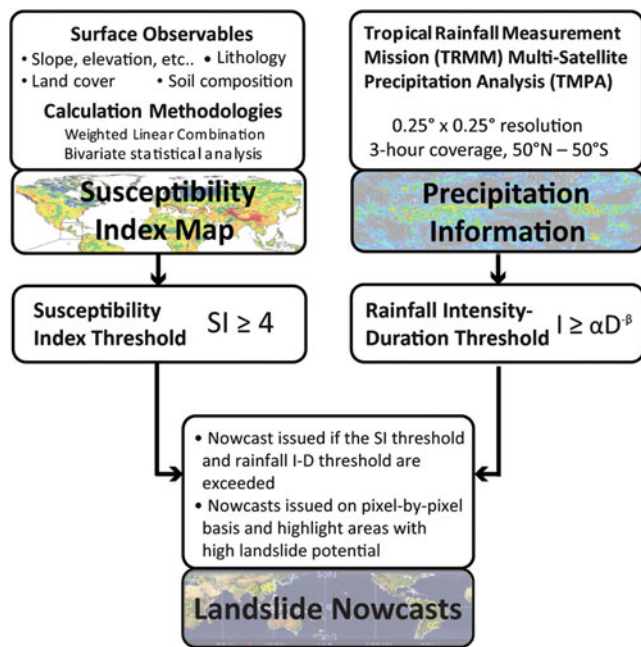 Surface Observables
• Slope, elevation, etc.. • Lithology
• Land cover • Soil composition
Calculation Methodologies
Weighted Linear Combination
Bivariate statistical analysis
Susceptibility
Index Map
Susceptibility
Index Threshold SI ≥ 4
Tropical Rainfall Measurement
Mission (TRMM) Multi-Satellite
Precipitation Analysis (TMPA)
0.25° x 0.25° resolution
3-hour coverage, 50°N – 50°S
Precipitation
Information
Rainfall Intensity-
Duration Threshold I ≥ αD^-β
• Nowcast issued if the SI threshold
and rainfall I-D threshold are
exceeded
• Nowcasts issued on pixel-by-pixel
basis and highlight areas with
high landslide potential
Landslide Nowcasts